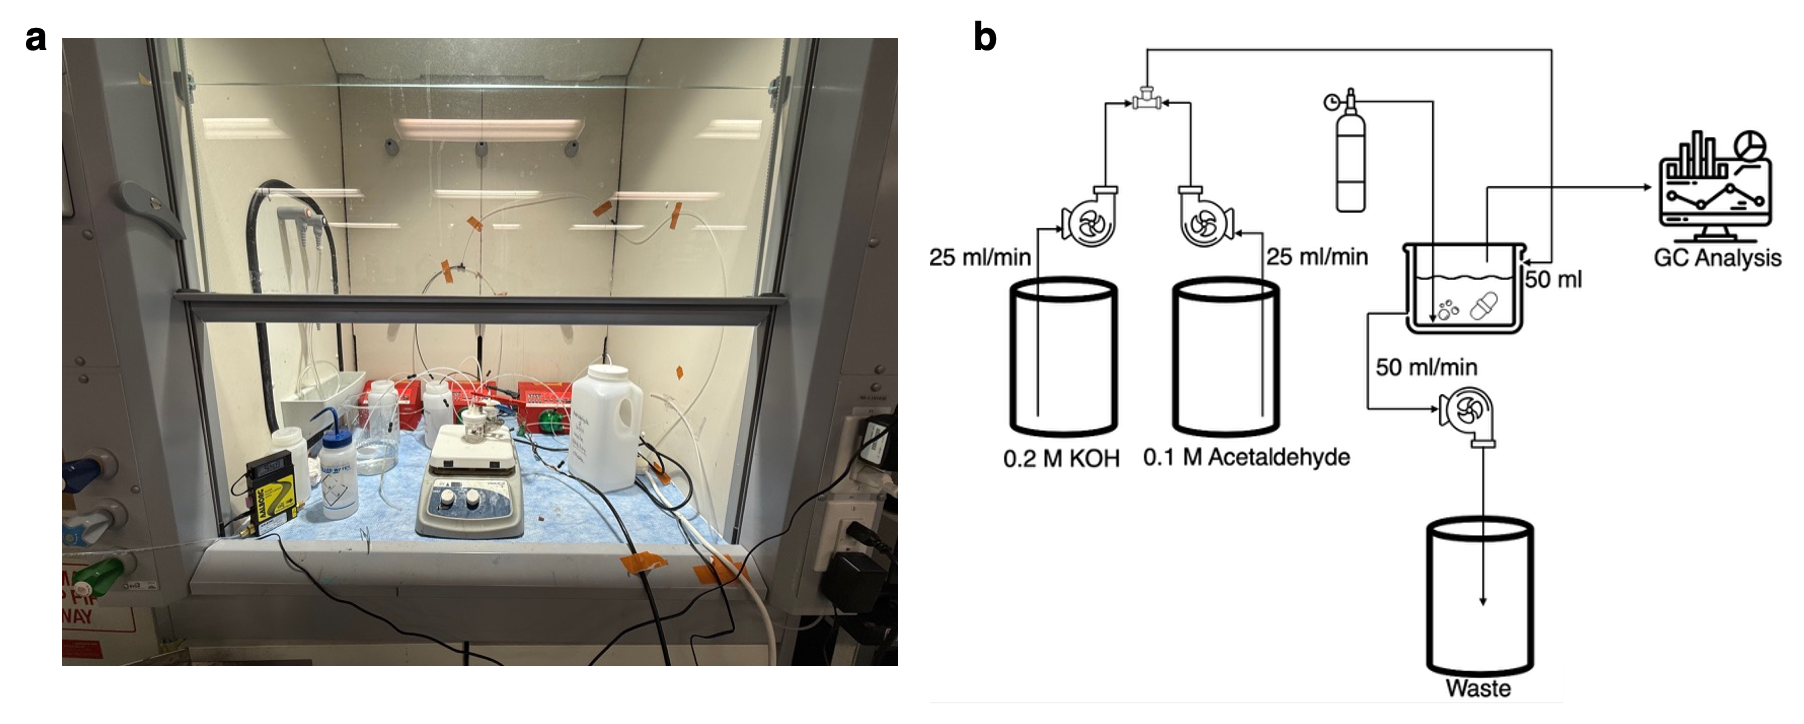 a
b
25 ml/min
25 ml/min
0.2 M KOH
0.1 M Acetaldehyde
GC Analysis
50 ml
50 ml/min
Waste
WAY